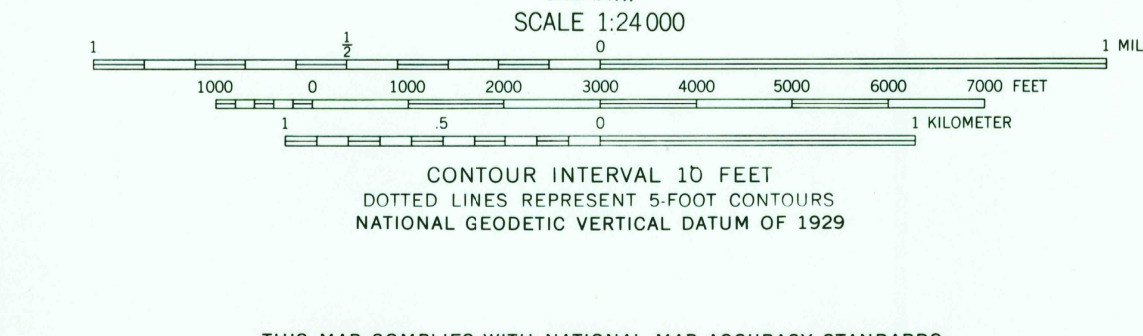 SCALE 1:24 000
1 ½ 0 1 MIL
1000 0 1000 2000 3000 4000 5000 6000 7000 FEET
1 .5 0 1 KILOMETER
CONTOUR INTERVAL 10 FEET
DOTTED LINES REPRESENT 5-FOOT CONTOURS
NATIONAL GEODETIC VERTICAL DATUM OF 1929
THIS MAP COMPLIES WITH NATIONAL MAP ACCURACY STANDARDS